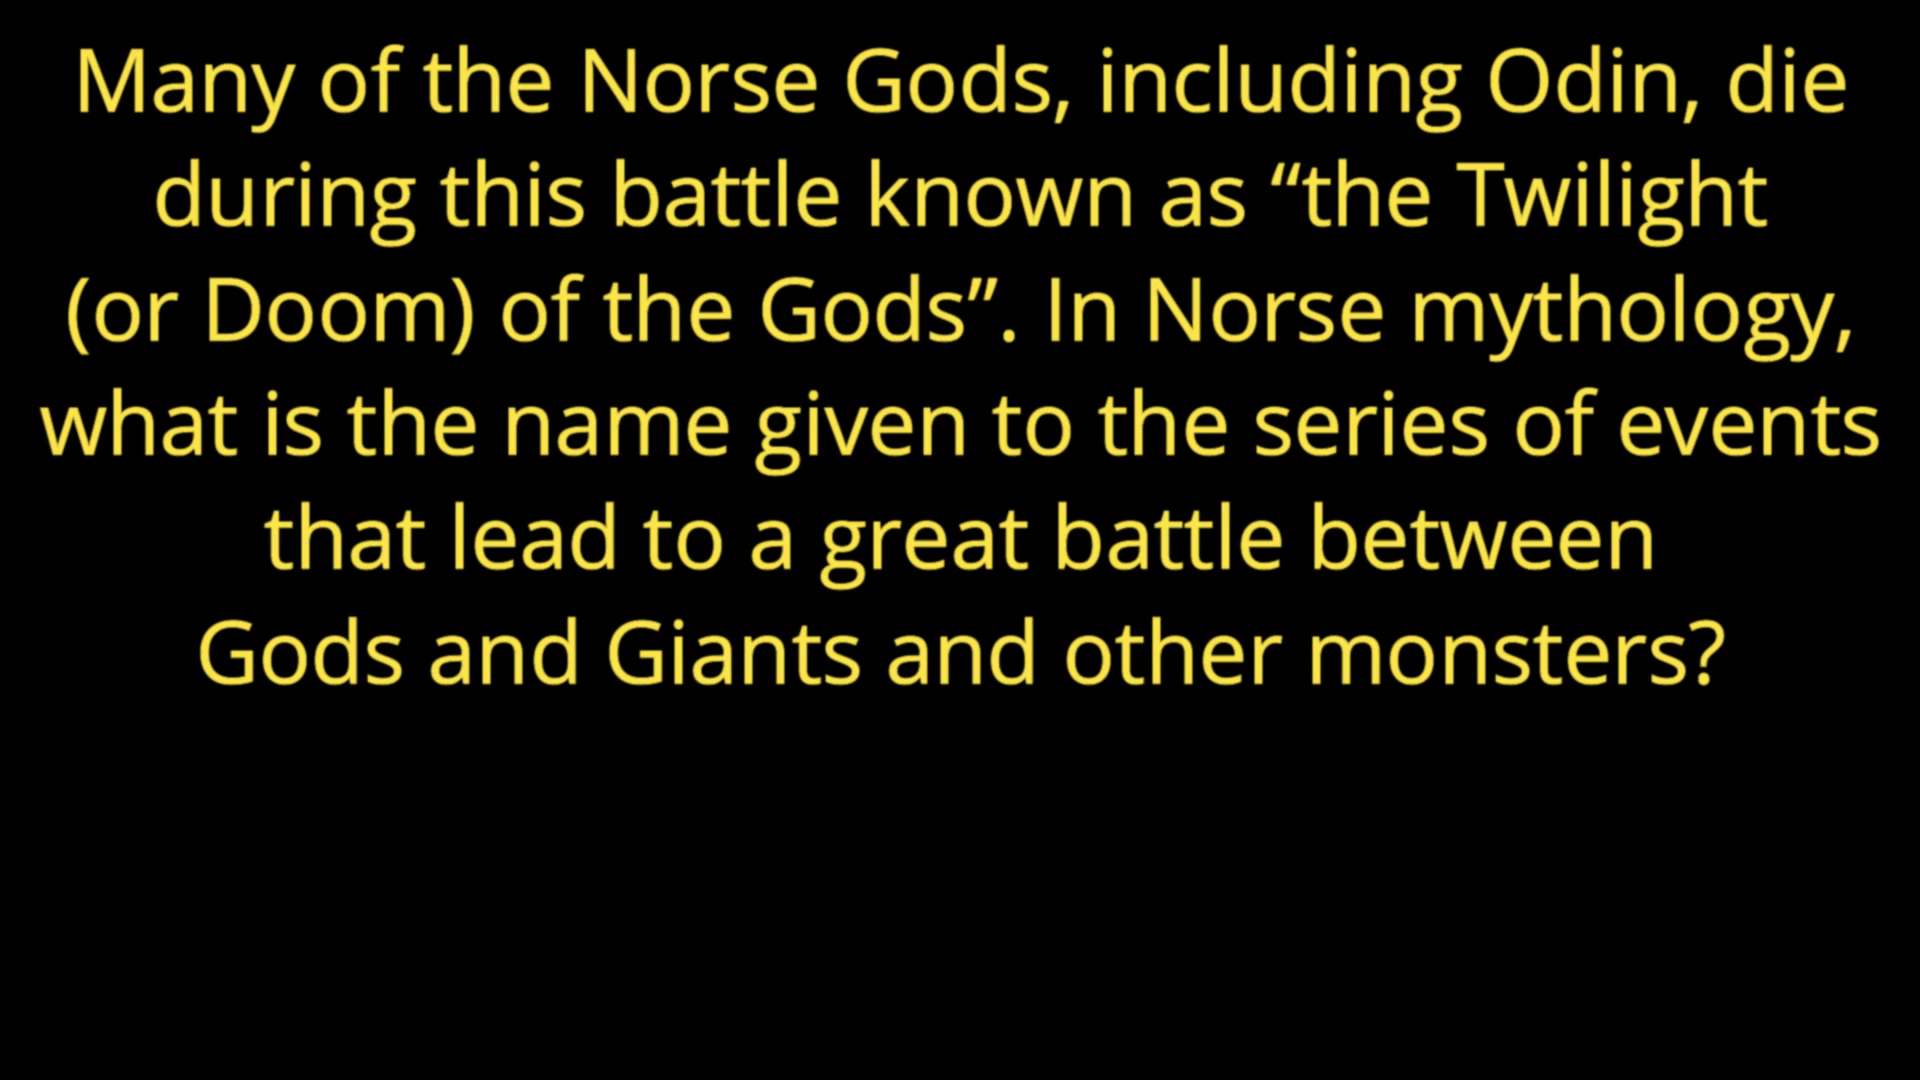 Many of the Norse Gods, including Odin, die
during this battle known as “the Twilight
(or Doom) of the Gods”. In Norse mythology,
what is the name given to the series of events
that lead to a great battle between
Gods and Giants and other monsters?